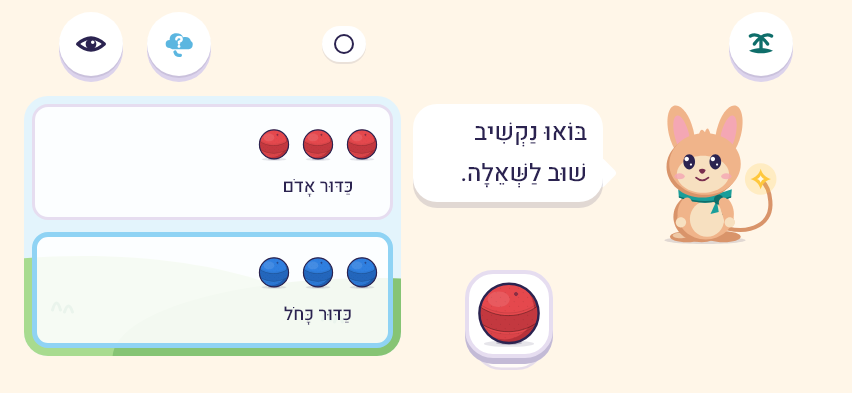 בּוֹאוּ נַקְשִׁיב
שׁוּב לַשְּׁאֵלָה.
כַּדּוּר אָדֹם
כַּדּוּר כָּחֹל